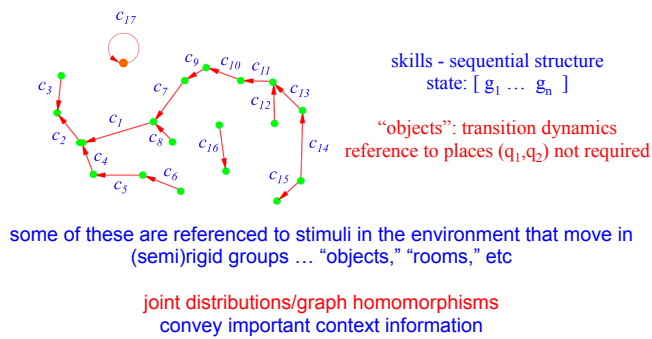 c17
c9
c10
c11
c3
c7
c13
c12
c1
c2
c8
c14
c16
c4
c5
c6
c15
skills - sequential structure
state: [ g1 … gn ]
“objects”: transition dynamics
reference to places (q1,q2) not required
some of these are referenced to stimuli in the environment that move in
(semi)rigid groups … “objects,” “rooms,” etc
joint distributions/graph homomorphisms
convey important context information